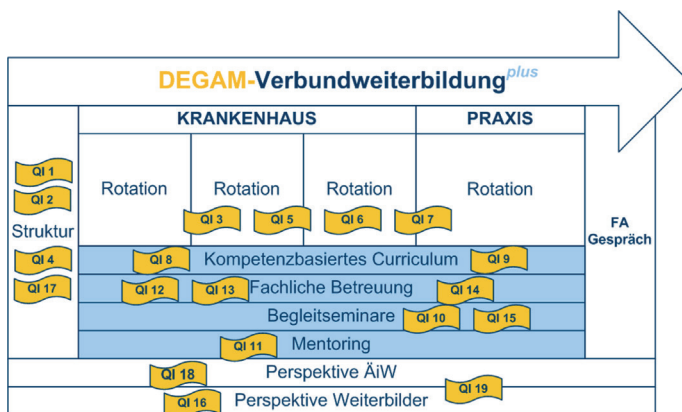 DEGAM-Verbundweiterbildung plus
KRANKENHAUS PRAXIS
QI 1
QI 2
Struktur
QI 4
QI 17
Rotation Rotation Rotation Rotation
QI 3 QI 5 QI 6 QI 7
FA
Gespräch
QI 8 Kompetenzbasiertes Curriculum QI 9
QI 12 QI 13 Fachliche Betreuung QI 14
Begleitseminare QI 10 QI 15
QI 11 Mentoring
QI 18 Perspektive ÄiW
QI 19
QI 16 Perspektive Weiterbilder